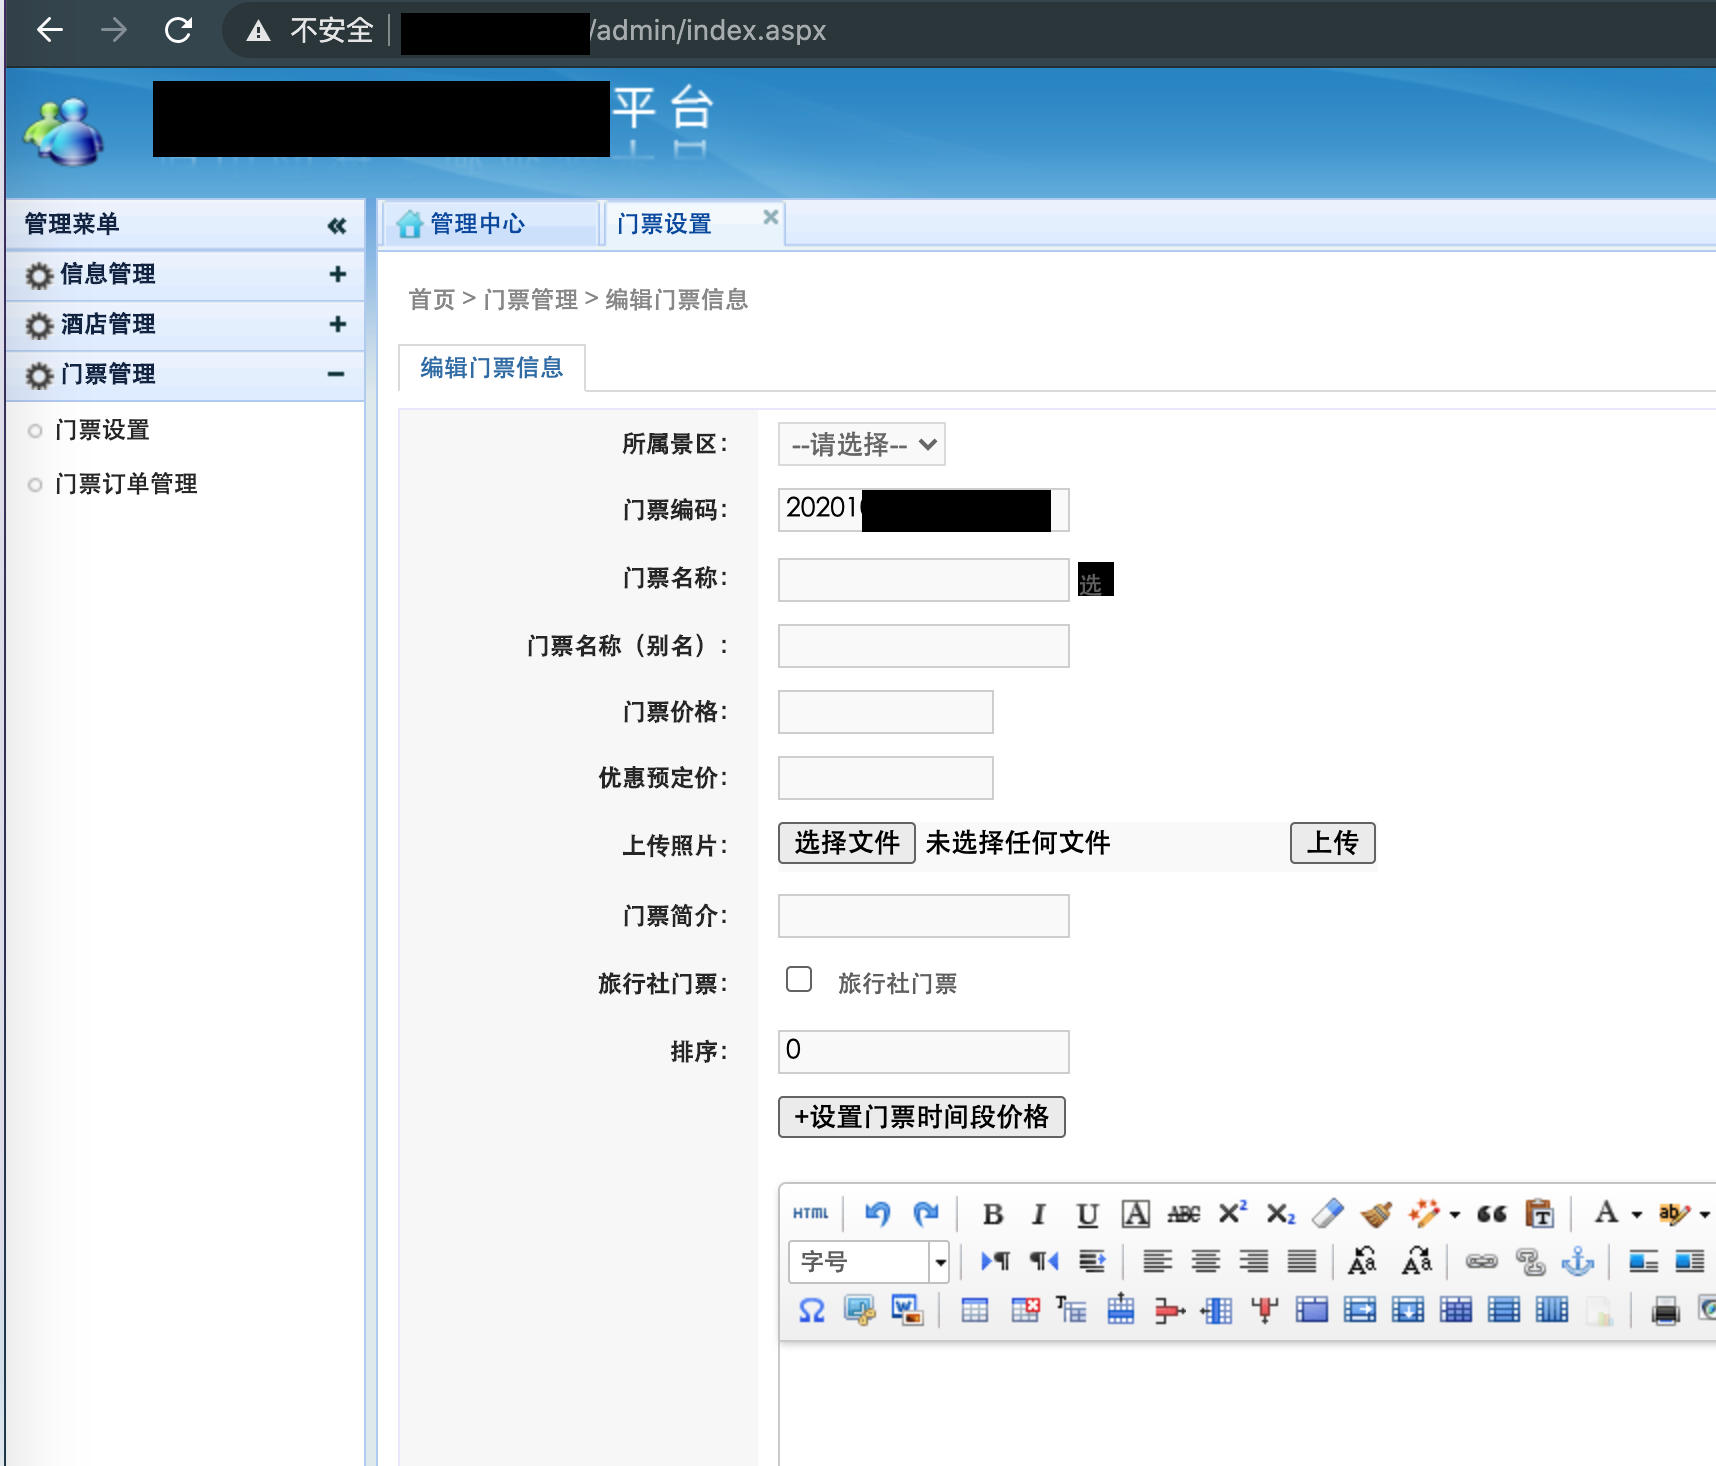 不安全 /admin/index.aspx
平台
管理菜单
信息管理
酒店管理
门票管理
门票设置
门票订单管理
管理中心 门票设置
首页 > 门票管理 > 编辑门票信息
编辑门票信息
所属景区： --请选择--
门票编码： 20201
门票名称： 选
门票名称（别名）：
门票价格：
优惠预定价：
上传照片： 选择文件 未选择任何文件 上传
门票简介：
旅行社门票： 旅行社门票
排序： 0
+设置门票时间段价格
HTML B I U A ABC X² X₂ T A ab
字号 Aa Aa
Ω W T